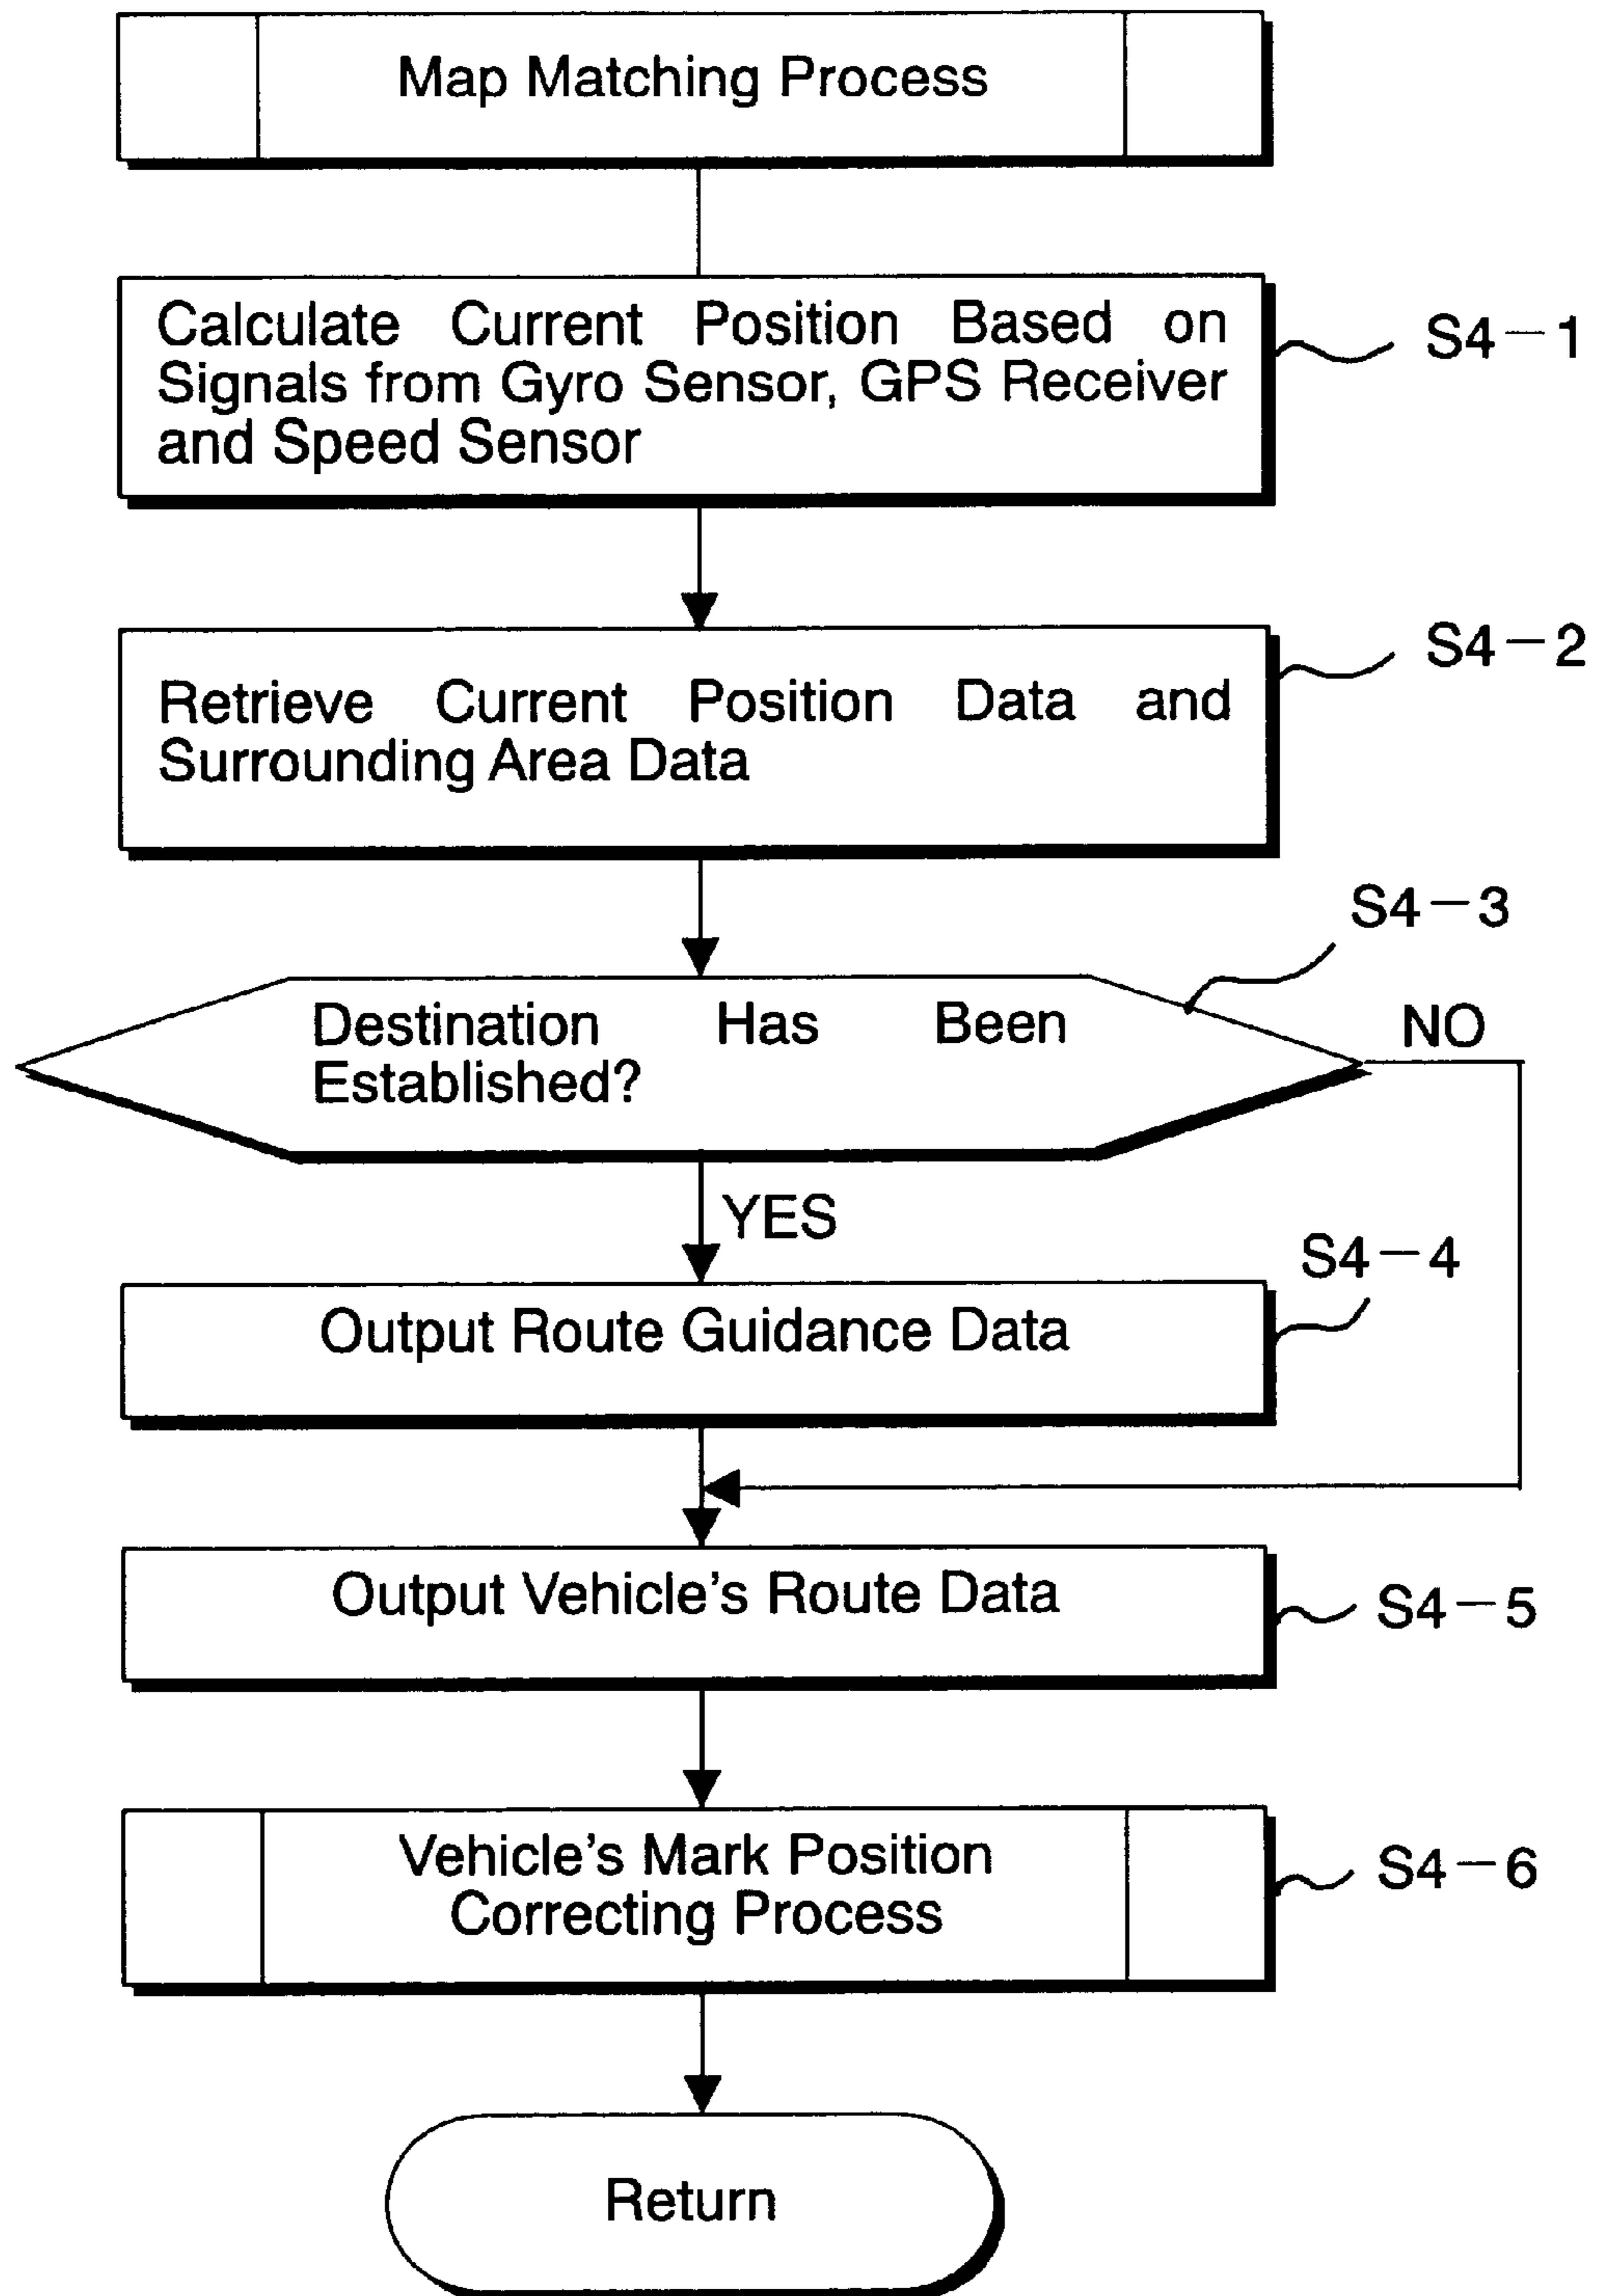 Map Matching Process
Calculate Current Position Based on
Signals from Gyro Sensor, GPS Receiver
and Speed Sensor
S4-1
Retrieve Current Position Data and
Surrounding Area Data
S4-2
S4-3
Destination Has Been
Established?
NO
YES
S4-4
Output Route Guidance Data
Output Vehicle's Route Data
S4-5
Vehicle's Mark Position
Correcting Process
S4-6
Return